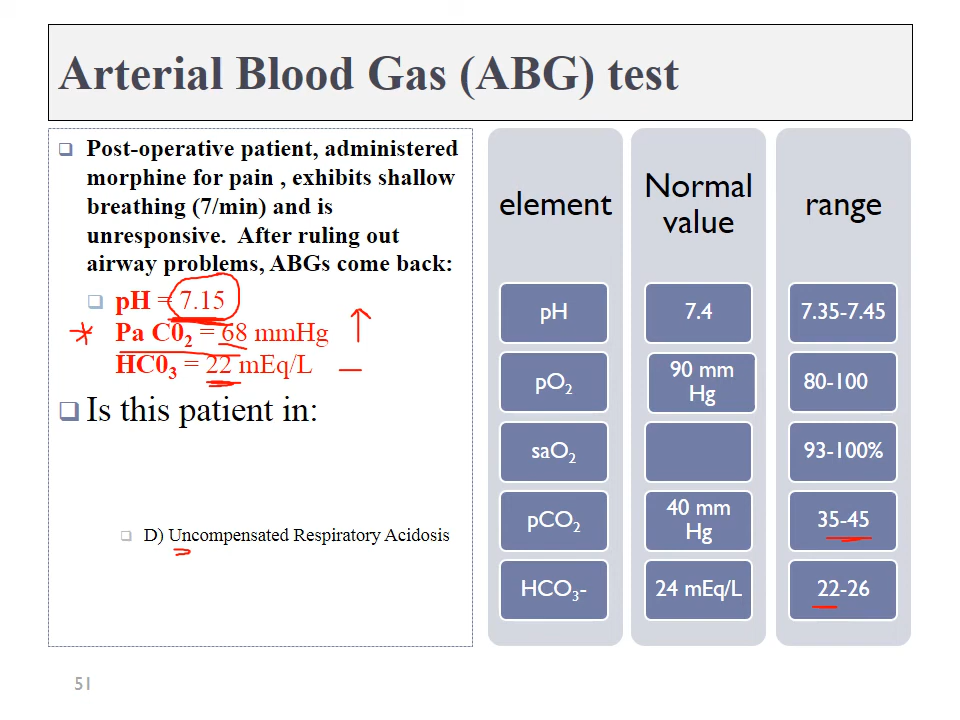 Arterial Blood Gas (ABG) test
Post-operative patient, administered
morphine for pain , exhibits shallow
breathing (7/min) and is
unresponsive. After ruling out
airway problems, ABGs come back:
pH = 7.15
Pa C0₂ = 68 mmHg
HC0₃ = 22 mEq/L
Is this patient in:
D) Uncompensated Respiratory Acidosis
element
Normal
value
range
pH
7.4
7.35-7.45
pO₂
90 mm
Hg
80-100
saO₂
93-100%
pCO₂
40 mm
Hg
35-45
HCO₃-
24 mEq/L
22-26
51